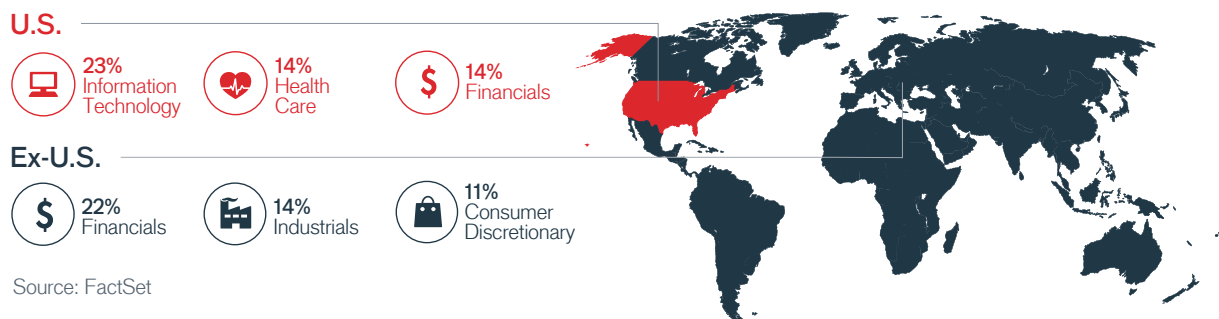 U.S.
23%
Information
Technology
14%
Health
Care
$
14%
Financials
Ex-U.S.
$
22%
Financials
14%
Industrials
11%
Consumer
Discretionary
Source: FactSet